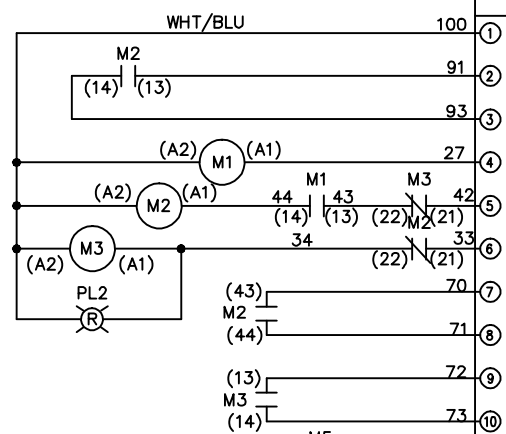 WHT/BLU 100 1
M2
(14) (13) 91 2
93 3
(A2) M1 (A1) 27 4
M1 M3
(A2) M2 (A1) 44 43 42 5
(14) (13) (22) (21)
M2
34 33 6
(A2) M3 (A1) (22) (21)
PL2
R
(43) 70 7
M2
(44) 71 8
(13) 72 9
M3
(14) 73 10